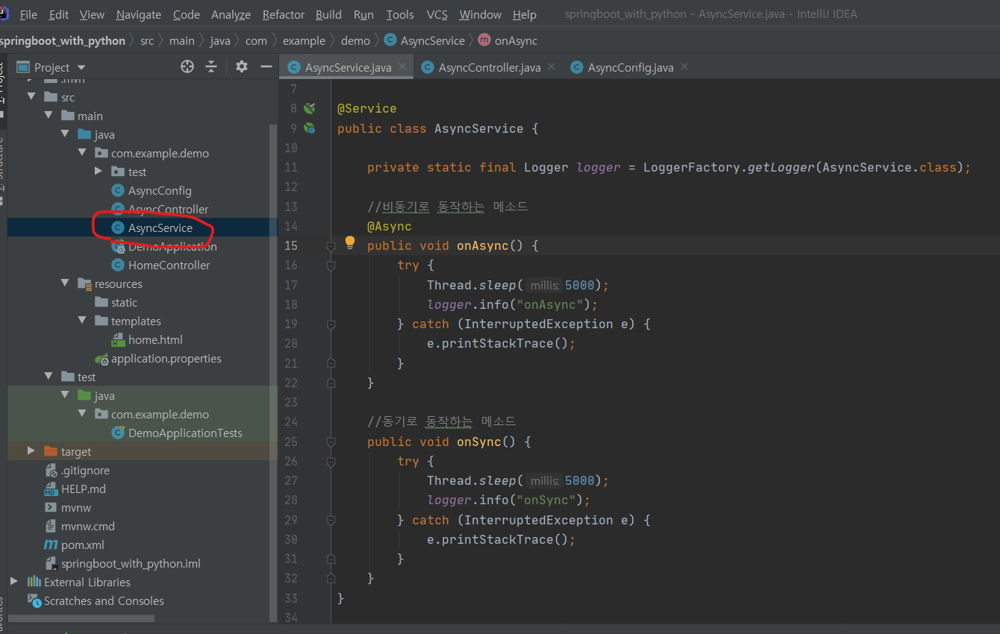 File Edit View Navigate Code Analyze Refactor Build Run Tools VCS Window Help springboot_with_python - AsyncService.java - IntelliJ IDEA
springboot_with_python src main java com example demo AsyncService onAsync
Project
AsyncService.java AsyncController.java AsyncConfig.java
.mvn
src
main
java
com.example.demo
test
AsyncConfig
AsyncController
AsyncService
DemoApplication
HomeController
resources
static
templates
home.html
application.properties
test
java
com.example.demo
DemoApplicationTests
target
.gitignore
HELP.md
mvnw
mvnw.cmd
pom.xml
springboot_with_python.iml
External Libraries
Scratches and Consoles
7
8 @Service
9 public class AsyncService {
10
11 private static final Logger logger = LoggerFactory.getLogger(AsyncService.class);
12
13 //비동기로 동작하는 메소드
14 @Async
15 public void onAsync() {
16 try {
17 Thread.sleep( millis: 5000);
18 logger.info("onAsync");
19 } catch (InterruptedException e) {
20 e.printStackTrace();
21 }
22 }
23
24 //동기로 동작하는 메소드
25 public void onSync() {
26 try {
27 Thread.sleep( millis: 5000);
28 logger.info("onSync");
29 } catch (InterruptedException e) {
30 e.printStackTrace();
31 }
32 }
33 }
34